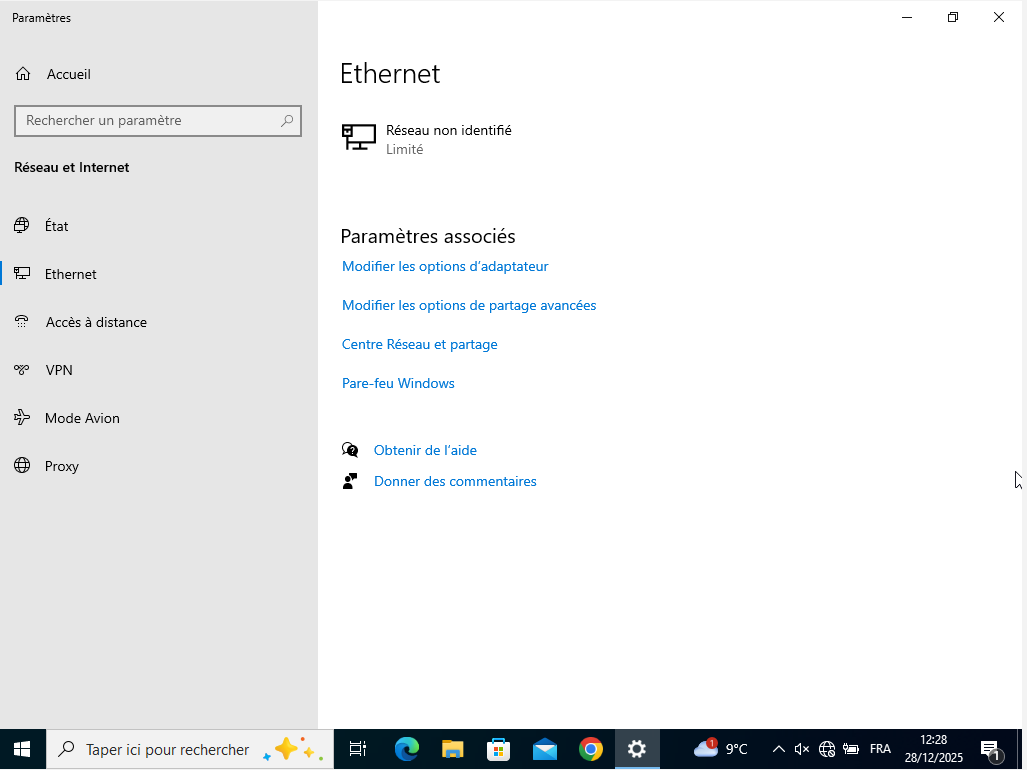 Paramètres
Accueil
Rechercher un paramètre
Réseau et Internet
État
Ethernet
Accès à distance
VPN
Mode Avion
Proxy
Ethernet
Réseau non identifié
Limité
Paramètres associés
Modifier les options d'adaptateur
Modifier les options de partage avancées
Centre Réseau et partage
Pare-feu Windows
Obtenir de l'aide
Donner des commentaires
Taper ici pour rechercher
1
9°C
FRA
12:28
28/12/2025
1